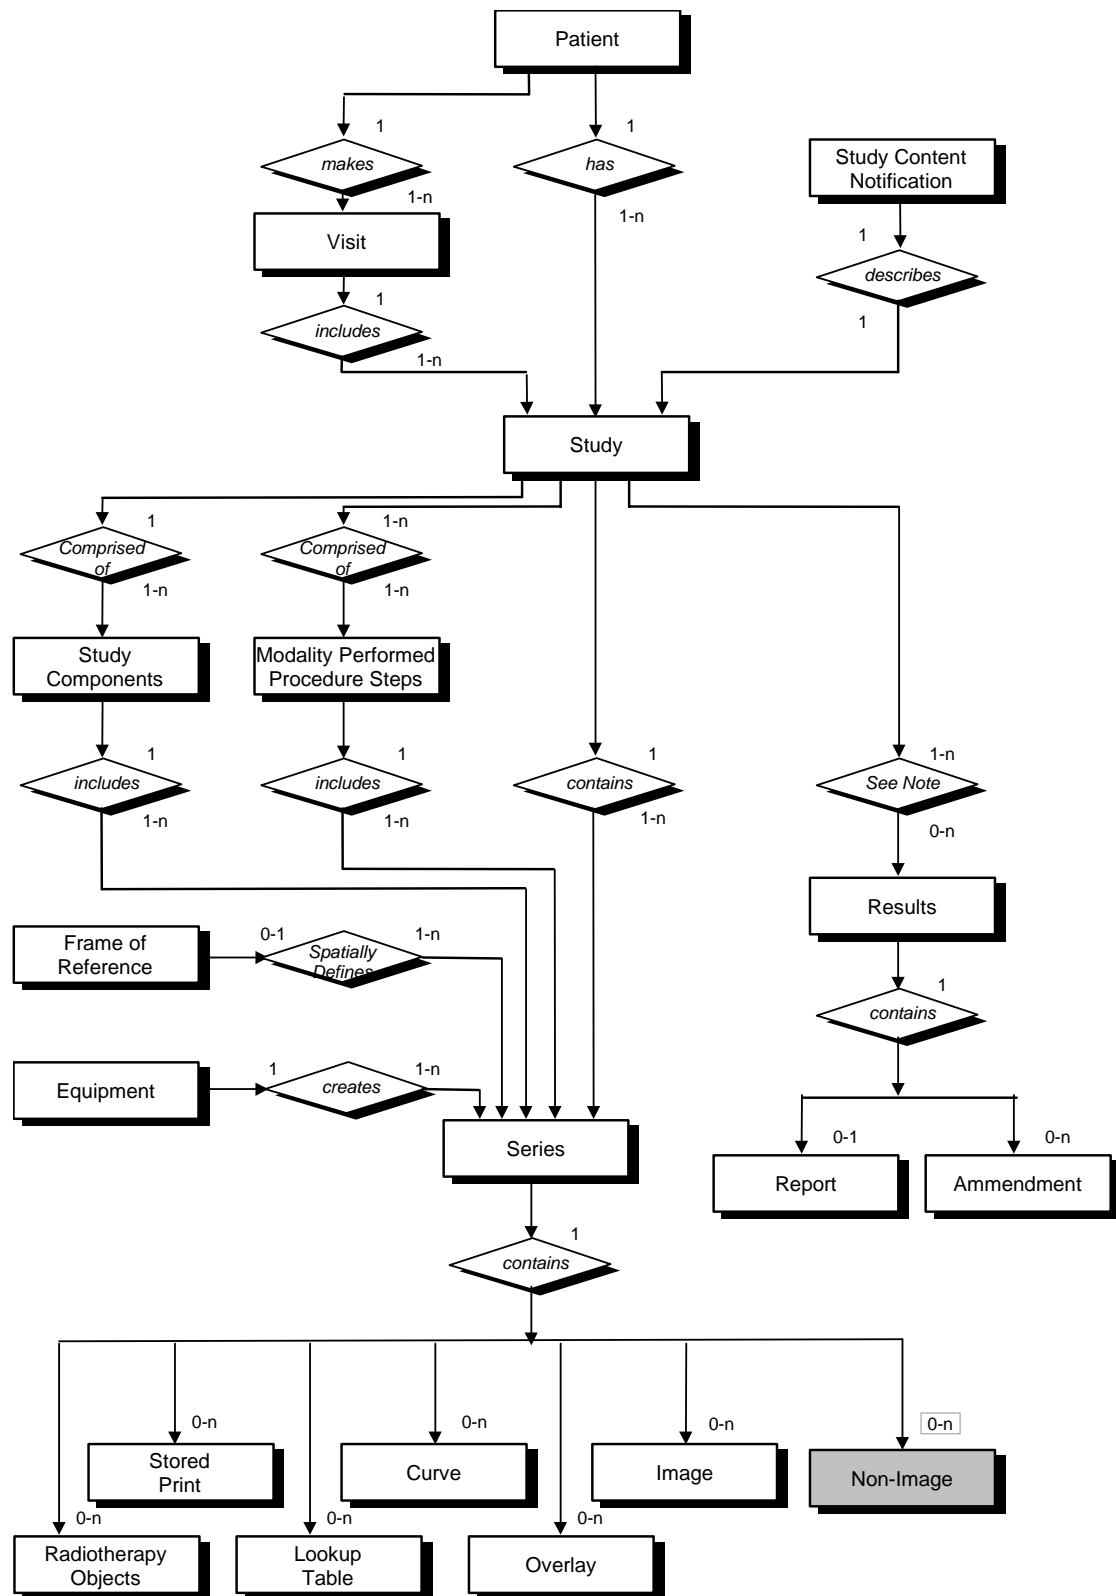 Patient
1
1
makes
has
Study Content
Notification
1-n
1-n
Visit
1
describes
1
1
includes
1-n
Study
1
1-n
Comprised
of
Comprised
of
1-n
1-n
Study
Components
Modality Performed
Procedure Steps
1
1
1
1-n
includes
includes
contains
See Note
1-n
1-n
1-n
0-n
Results
Frame of
Reference
0-1
1-n
Spatially
Defines
1
contains
Equipment
1
1-n
creates
Series
0-1
0-n
Report
Ammendment
1
contains
0-n
0-n
0-n
0-n
Stored
Print
Curve
Image
Non-Image
0-n
0-n
0-n
Radiotherapy
Objects
Lookup
Table
Overlay